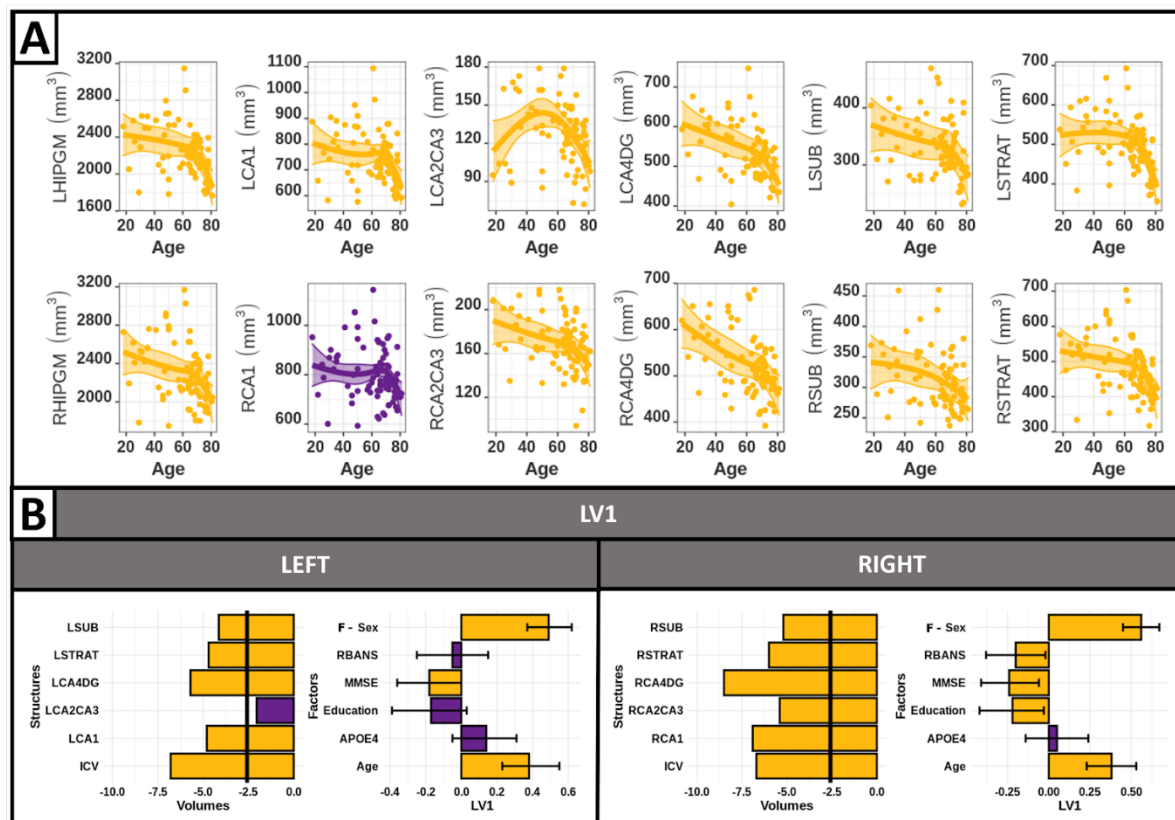 A
LHIPGM (mm³)
3200
2800
2400
2000
1600
20 40 60 80
Age
LCA1 (mm³)
1100
1000
900
800
700
600
20 40 60 80
Age
LCA2CA3 (mm³)
180
150
120
90
20 40 60 80
Age
LCA4DG (mm³)
700
600
500
400
20 40 60 80
Age
LSUB (mm³)
400
300
20 40 60 80
Age
LSTRAT (mm³)
700
600
500
400
20 40 60 80
Age
RHIPGM (mm³)
3200
2800
2400
2000
20 40 60 80
Age
RCA1 (mm³)
1000
800
600
20 40 60 80
Age
RCA2CA3 (mm³)
200
160
120
20 40 60 80
Age
RCA4DG (mm³)
700
600
500
400
20 40 60 80
Age
RSUB (mm³)
450
400
350
300
250
20 40 60 80
Age
RSTRAT (mm³)
700
600
500
400
300
20 40 60 80
Age
B
LV1
LEFT
RIGHT
Structures
LSUB
LSTRAT
LCA4DG
LCA2CA3
LCA1
ICV
-10.0 -7.5 -5.0 -2.5 0.0
Volumes
Factors
F - Sex
RBANS
MMSE
Education
APOE4
Age
-0.4 -0.2 0.0 0.2 0.4 0.6
LV1
Structures
RSUB
RSTRAT
RCA4DG
RCA2CA3
RCA1
ICV
-10.0 -7.5 -5.0 -2.5 0.0
Volumes
Factors
F - Sex
RBANS
MMSE
Education
APOE4
Age
-0.25 0.00 0.25 0.50
LV1